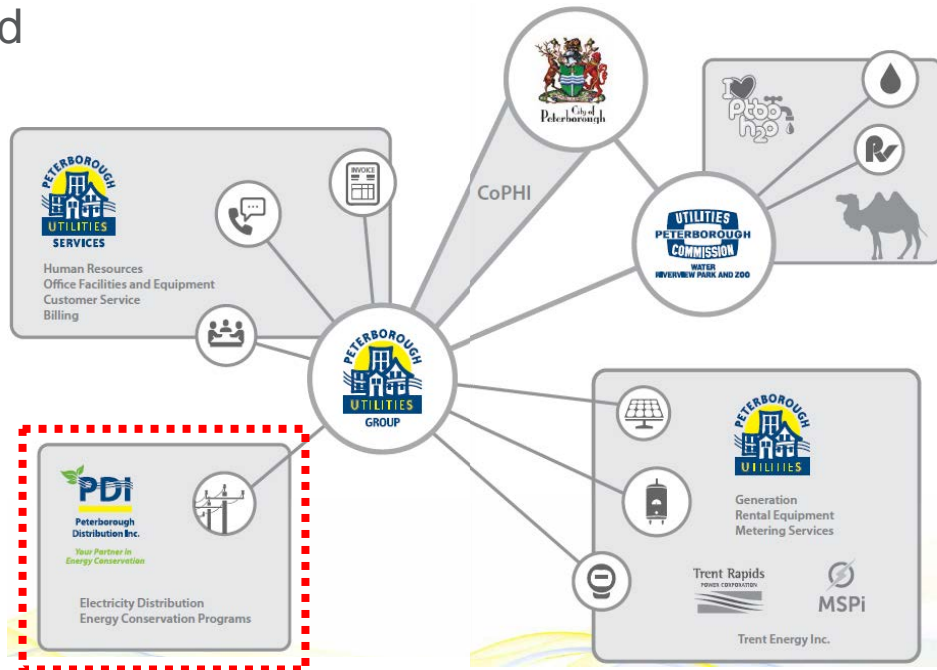 d
City of
Peterborough
I
Ptbo
h2o
PETERBOROUGH
UTILITIES
SERVICES
INVOICE
CoPHI
Human Resources
Office Facilities and Equipment
Customer Service
Billing
UTILITIES
PETERBOROUGH
COMMISSION
WATER
RIVERVIEW PARK AND ZOO
PETERBOROUGH
UTILITIES
GROUP
PDI
Peterborough
Distribution Inc.
Your Partner in
Energy Conservation
Electricity Distribution
Energy Conservation Programs
PETERBOROUGH
UTILITIES
Generation
Rental Equipment
Metering Services
Trent Rapids
POWER CORPORATION
MSPi
Trent Energy Inc.